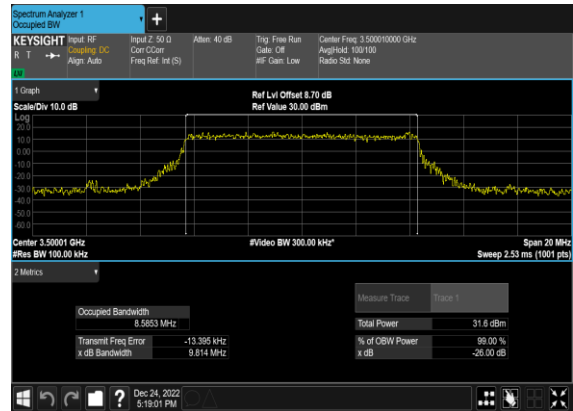 Spectrum Analyzer 1
Occupied BW
+
KEYSIGHT Input: RF Input Z: 50 Ω Atten: 40 dB Trig: Free Run Center Freq: 3.500010000 GHz
R T Coupling: DC Corr CCorr Gate: Off Avg|Hold: 100/100
Align: Auto Freq Ref: Int (S) #IF Gain: Low Radio Std: None
1 Graph
Ref Lvl Offset 8.70 dB
Scale/Div 10.0 dB Ref Value 30.00 dBm
Log
20.0
10.0
0.00
-10.0
-20.0
-30.0
-40.0
-50.0
-60.0
Center 3.50001 GHz #Video BW 300.00 kHz* Span 20 MHz
#Res BW 100.00 kHz Sweep 2.53 ms (1001 pts)
2 Metrics
Measure Trace Trace 1
Occupied Bandwidth
8.5853 MHz Total Power 31.6 dBm
Transmit Freq Error -13.395 kHz % of OBW Power 99.00 %
x dB Bandwidth 9.814 MHz x dB -26.00 dB
? Dec 24, 2022
5:19:01 PM